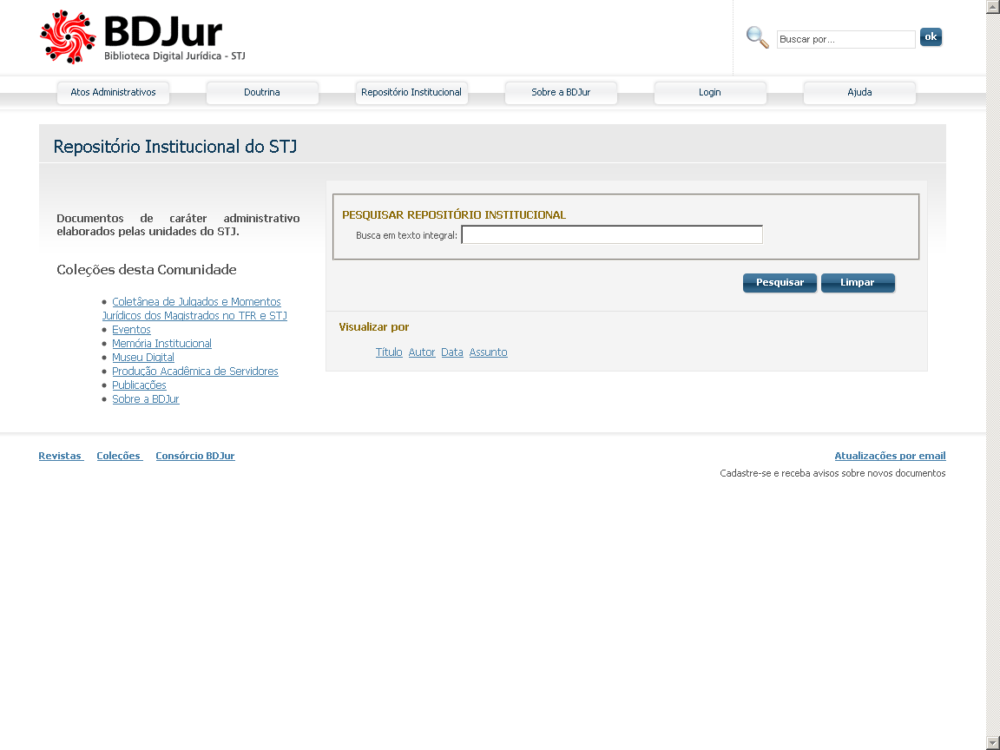 BDJur
Biblioteca Digital Jurídica - STJ
Buscar por...
ok
Atos Administrativos
Doutrina
Repositório Institucional
Sobre a BDJur
Login
Ajuda
Repositório Institucional do STJ
Documentos de caráter administrativo
elaborados pelas unidades do STJ.
Coleções desta Comunidade
Coletânea de Julgados e Momentos
Jurídicos dos Magistrados no TFR e STJ
Eventos
Memória Institucional
Museu Digital
Produção Acadêmica de Servidores
Publicações
Sobre a BDJur
PESQUISAR REPOSITÓRIO INSTITUCIONAL
Busca em texto integral:
Pesquisar
Limpar
Visualizar por
Título Autor Data Assunto
Revistas Coleções Consórcio BDJur
Atualizações por email
Cadastre-se e receba avisos sobre novos documentos